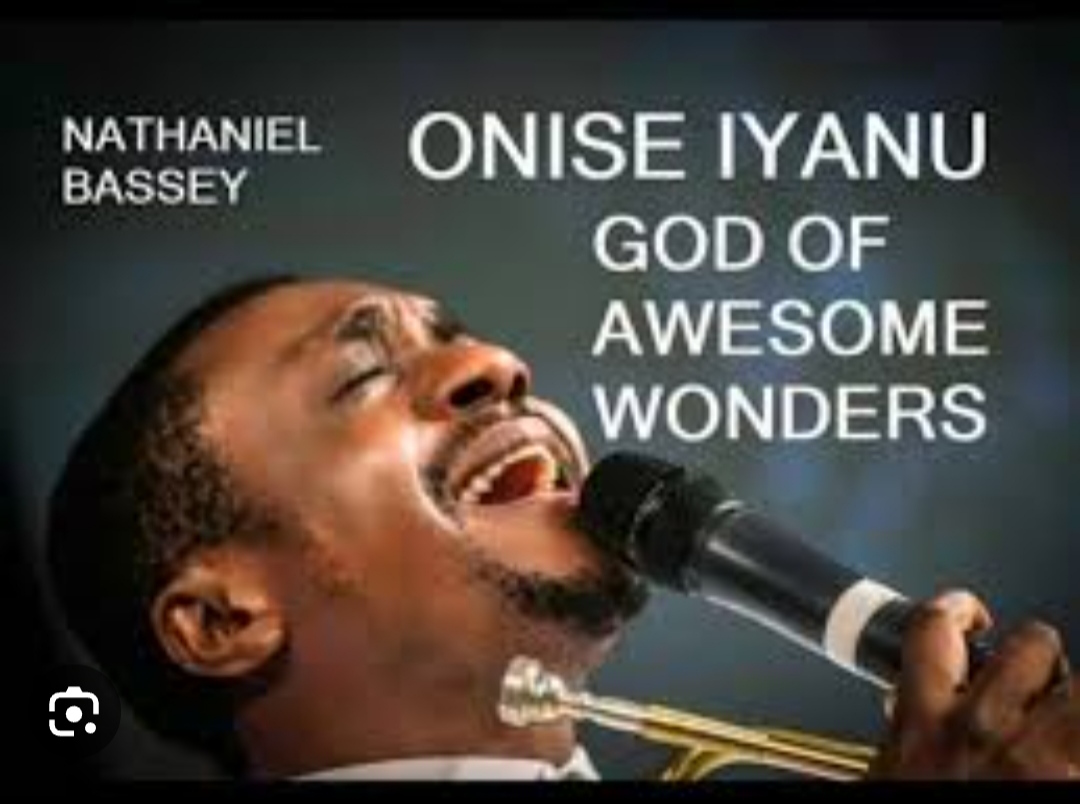 NATHANIEL
BASSEY
ONISE IYANU
GOD OF
AWESOME
WONDERS